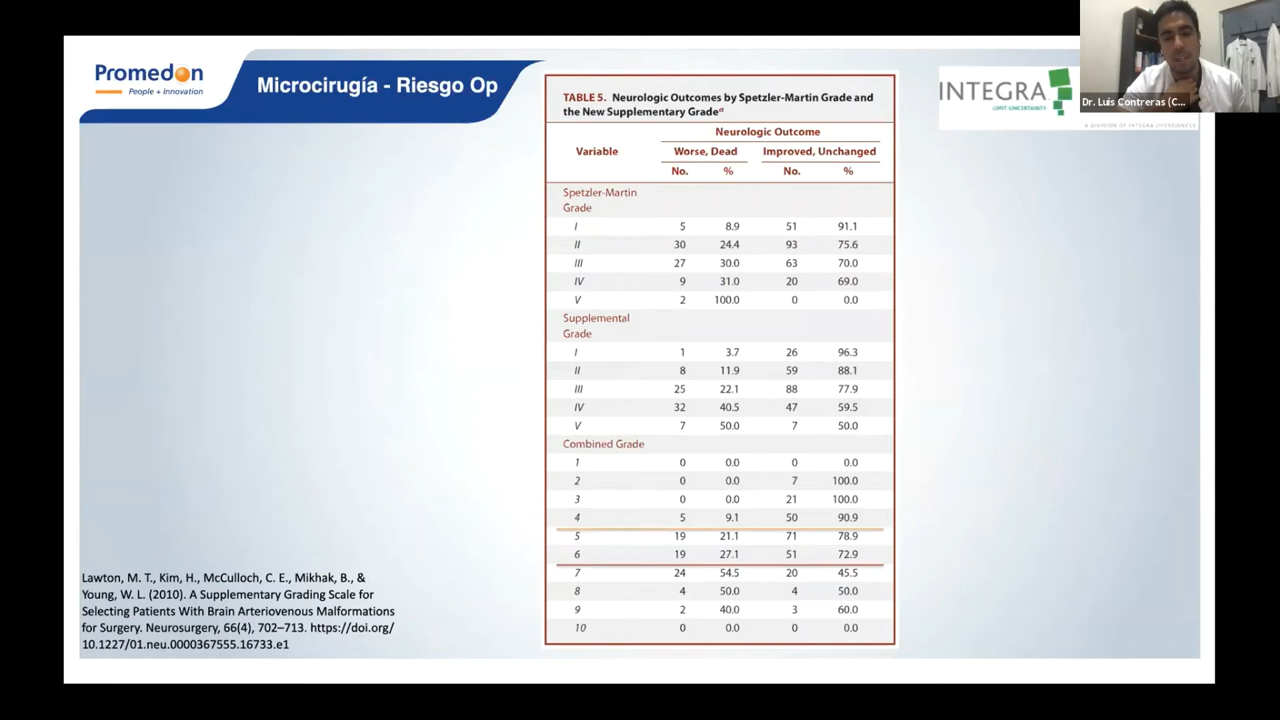 Promedon
People + Innovation
Microcirugía - Riesgo Op
INTEGRA
LIMIT UNCERTAINTY
A DIVISION OF INTEGRA LIFESCIENCES
Dr. Luis Contreras (C...
TABLE 5. Neurologic Outcomes by Spetzler-Martin Grade and
the New Supplementary Grade^a
Neurologic Outcome
Variable Worse, Dead Improved, Unchanged
No. % No. %
Spetzler-Martin
Grade
I 5 8.9 51 91.1
II 30 24.4 93 75.6
III 27 30.0 63 70.0
IV 9 31.0 20 69.0
V 2 100.0 0 0.0
Supplemental
Grade
I 1 3.7 26 96.3
II 8 11.9 59 88.1
III 25 22.1 88 77.9
IV 32 40.5 47 59.5
V 7 50.0 7 50.0
Combined Grade
1 0 0.0 0 0.0
2 0 0.0 7 100.0
3 0 0.0 21 100.0
4 5 9.1 50 90.9
5 19 21.1 71 78.9
6 19 27.1 51 72.9
7 24 54.5 20 45.5
8 4 50.0 4 50.0
9 2 40.0 3 60.0
10 0 0.0 0 0.0
Lawton, M. T., Kim, H., McCulloch, C. E., Mikhak, B., &
Young, W. L. (2010). A Supplementary Grading Scale for
Selecting Patients With Brain Arteriovenous Malformations
for Surgery. Neurosurgery, 66(4), 702–713. https://doi.org/
10.1227/01.neu.0000367555.16733.e1